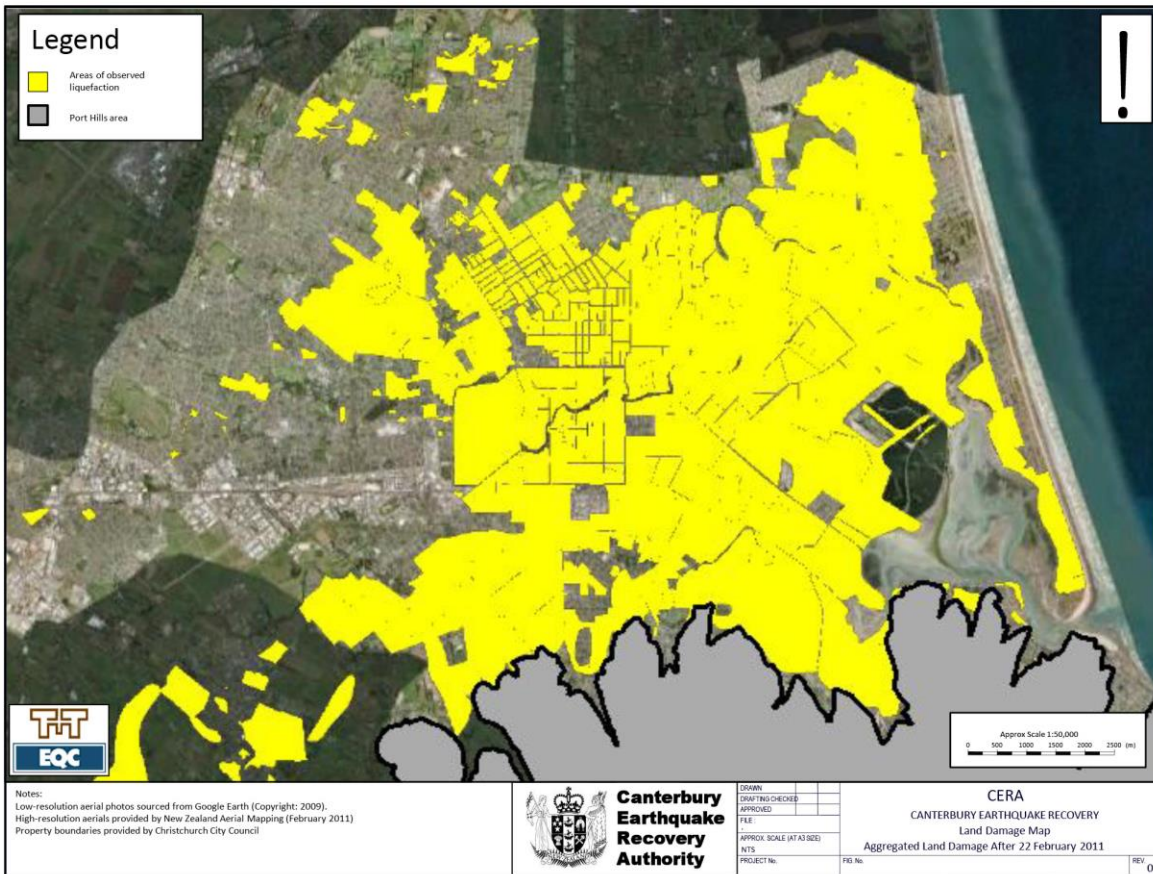 Legend
Areas of observed
liquefaction
Port Hills area
!
T+T
EQC
Approx Scale 1:50,000
0 500 1000 1500 2000 2500 (m)
Notes:
Low-resolution aerial photos sourced from Google Earth (Copyright: 2009).
High-resolution aerials provided by New Zealand Aerial Mapping (February 2011)
Property boundaries provided by Christchurch City Council
Canterbury
Earthquake
Recovery
Authority
DRAWN
DRAFTING CHECKED
APPROVED
FILE :
APPROX. SCALE (AT A3 SIZE)
NTS
PROJECT No.
CERA
CANTERBURY EARTHQUAKE RECOVERY
Land Damage Map
Aggregated Land Damage After 22 February 2011
FIG. No.
REV.
0